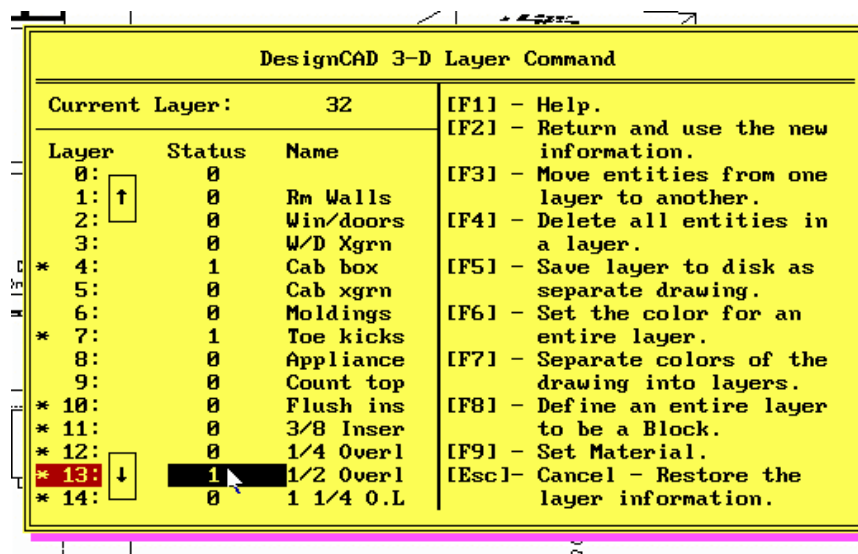 DesignCAD 3-D Layer Command
Current Layer: 32
Layer Status Name
0: 0
1: ↑ 0 Rm Walls
2: 0 Win/doors
3: 0 W/D Xgrn
* 4: 1 Cab box
5: 0 Cab xgrn
6: 0 Moldings
* 7: 1 Toe kicks
8: 0 Appliance
9: 0 Count top
* 10: 0 Flush ins
* 11: 0 3/8 Inser
* 12: 0 1/4 Overl
* 13: ↓ 1 1/2 Overl
* 14: 0 1 1/4 O.L
[F1] - Help.
[F2] - Return and use the new
information.
[F3] - Move entities from one
layer to another.
[F4] - Delete all entities in
a layer.
[F5] - Save layer to disk as
separate drawing.
[F6] - Set the color for an
entire layer.
[F7] - Separate colors of the
drawing into layers.
[F8] - Define an entire layer
to be a Block.
[F9] - Set Material.
[Esc]- Cancel - Restore the
layer information.